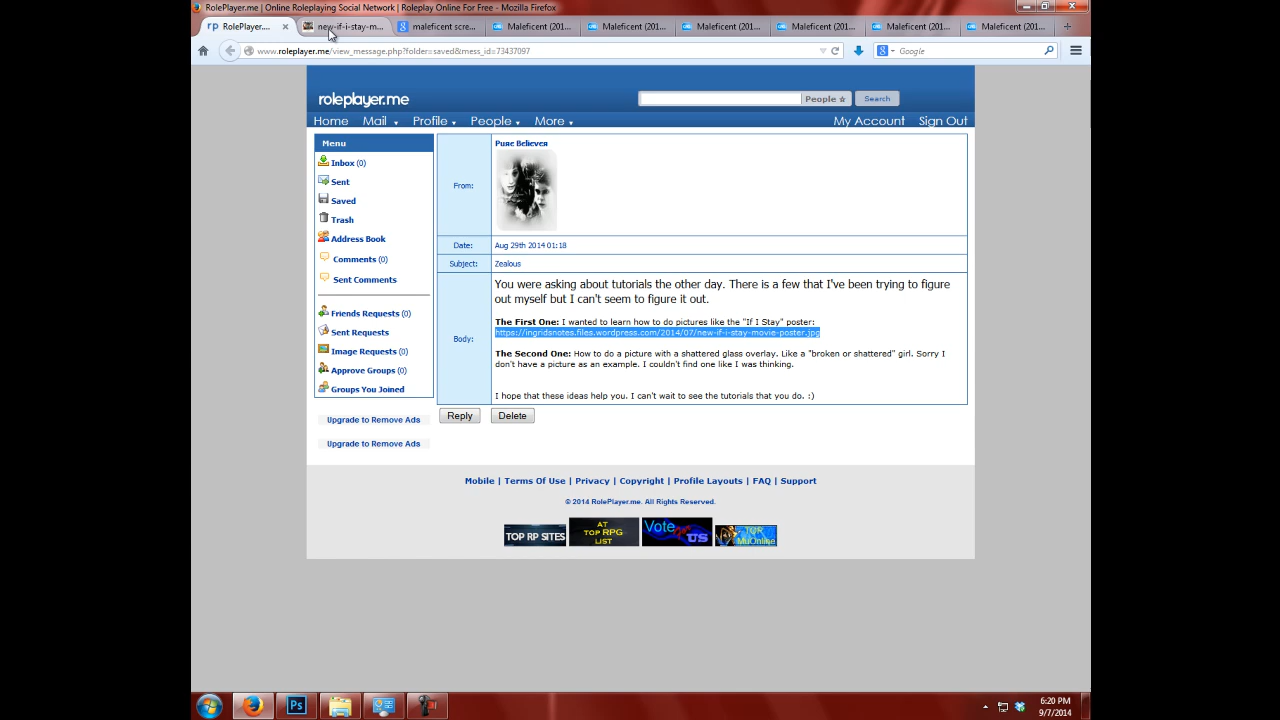 RolePlayer.me | Online Roleplaying Social Network | Roleplay Online For Free - Mozilla Firefox
RolePlayer....
new-if-i-stay-m...
maleficent scre...
Maleficent (201...
Maleficent (201...
Maleficent (201...
Maleficent (201...
Maleficent (201...
Maleficent (201...
www.roleplayer.me/view_message.php?folder=saved&mess_id=73437097
Google
roleplayer.me
People
Search
Home Mail Profile People More
My Account Sign Out
Menu
Inbox (0)
Sent
Saved
Trash
Address Book
Comments (0)
Sent Comments
Friends Requests (0)
Sent Requests
Image Requests (0)
Approve Groups (0)
Groups You Joined
Upgrade to Remove Ads
Upgrade to Remove Ads
From:
Puяe Believeя
Date:
Aug 29th 2014 01:18
Subject:
Zealous
Body:
You were asking about tutorials the other day. There is a few that I've been trying to figure
out myself but I can't seem to figure it out.
The First One: I wanted to learn how to do pictures like the "If I Stay" poster:
https://ingridsnotes.files.wordpress.com/2014/07/new-if-i-stay-movie-poster.jpg
The Second One: How to do a picture with a shattered glass overlay. Like a "broken or shattered" girl. Sorry I
don't have a picture as an example. I couldn't find one like I was thinking.
I hope that these ideas help you. I can't wait to see the tutorials that you do. :)
Reply Delete
Mobile | Terms Of Use | Privacy | Copyright | Profile Layouts | FAQ | Support
© 2014 RolePlayer.me. All Rights Reserved.
TOP RP SITES
AT
TOP RPG
LIST
Vote
US
TOP
MuOnline
Ps
6:20 PM
9/7/2014